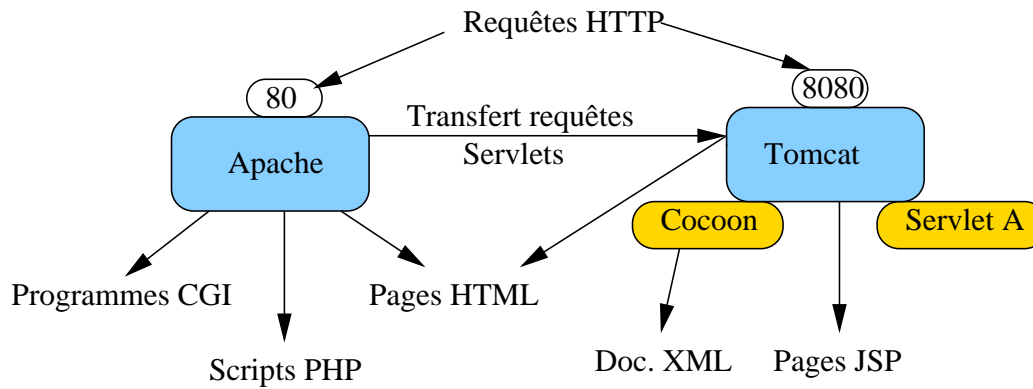 Requêtes HTTP
80
8080
Transfert requêtes
Servlets
Apache
Tomcat
Cocoon
Servlet A
Programmes CGI
Pages HTML
Scripts PHP
Doc. XML
Pages JSP